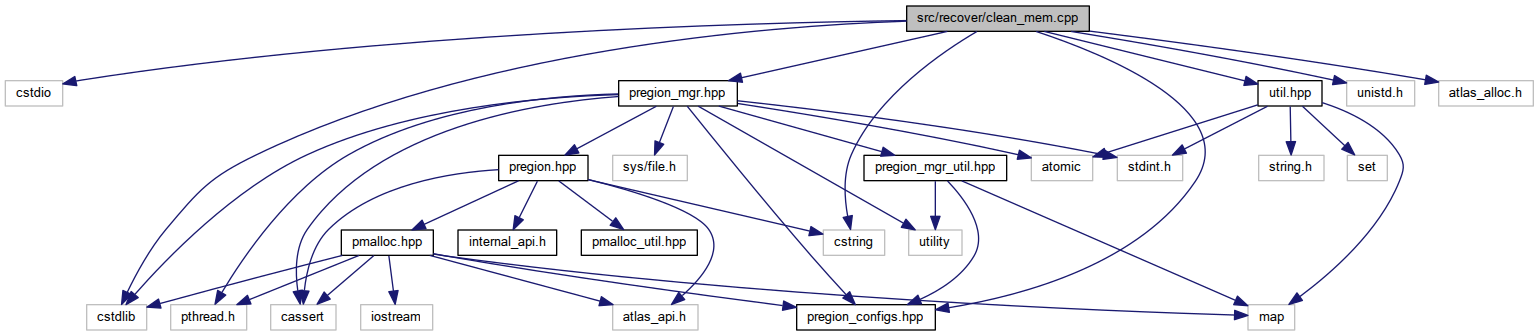 src/recover/clean_mem.cpp
cstdio
pregion_mgr.hpp
util.hpp
unistd.h
atlas_alloc.h
pregion.hpp
sys/file.h
pregion_mgr_util.hpp
atomic
stdint.h
string.h
set
pmalloc.hpp
internal_api.h
pmalloc_util.hpp
cstring
utility
cstdlib
pthread.h
cassert
iostream
atlas_api.h
pregion_configs.hpp
map